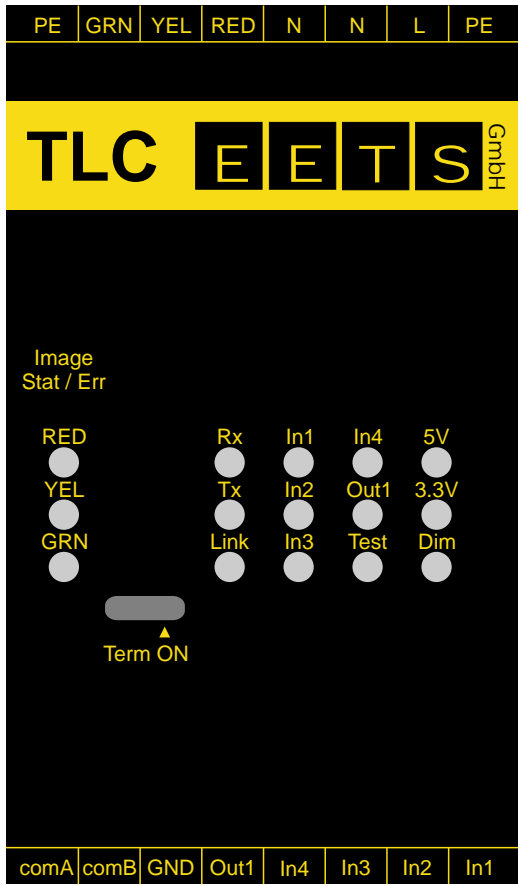 PE GRN YEL RED N N L PE
TLC EETS GmbH
Image
Stat / Err
RED Rx In1 In4 5V
YEL Tx In2 Out1 3.3V
GRN Link In3 Test Dim
▲
Term ON
comA comB GND Out1 In4 In3 In2 In1